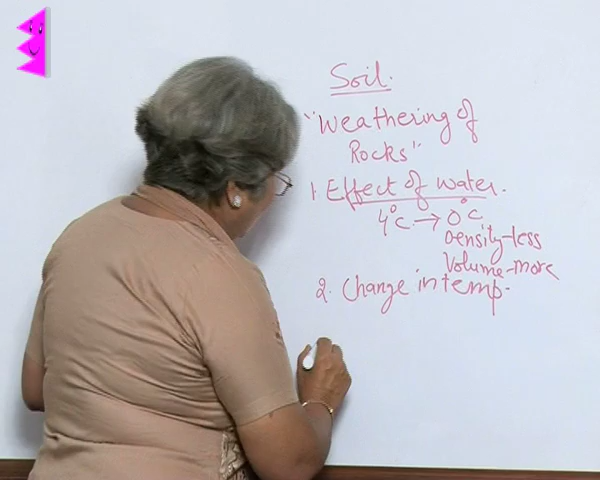 Soil.
"Weathering of
Rocks"
1. Effect of water.
4°C → 0°C
Density-less
Volume-more
2. Change in temp.